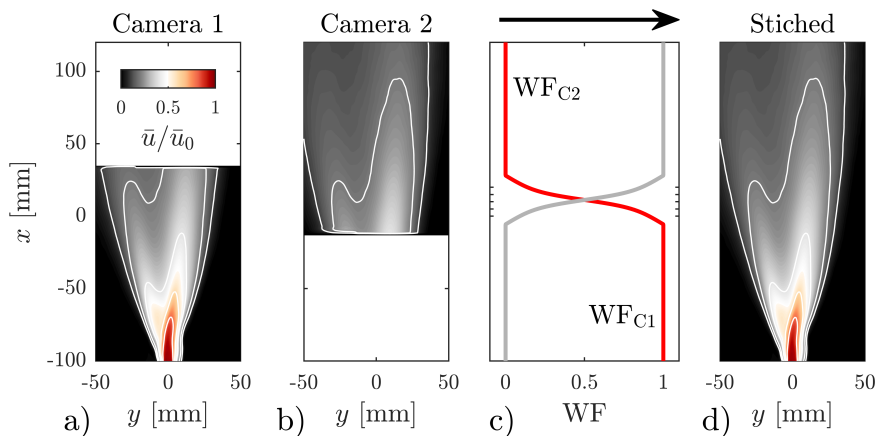 Camera 1
Camera 2
Stiched
100
50
0
-50
-100
x [mm]
0 0.5 1
ū/ū₀
WF_C2
WF_C1
-50 0 50
-50 0 50
0 0.5 1
-50 0 50
a) y [mm]
b) y [mm]
c) WF
d) y [mm]